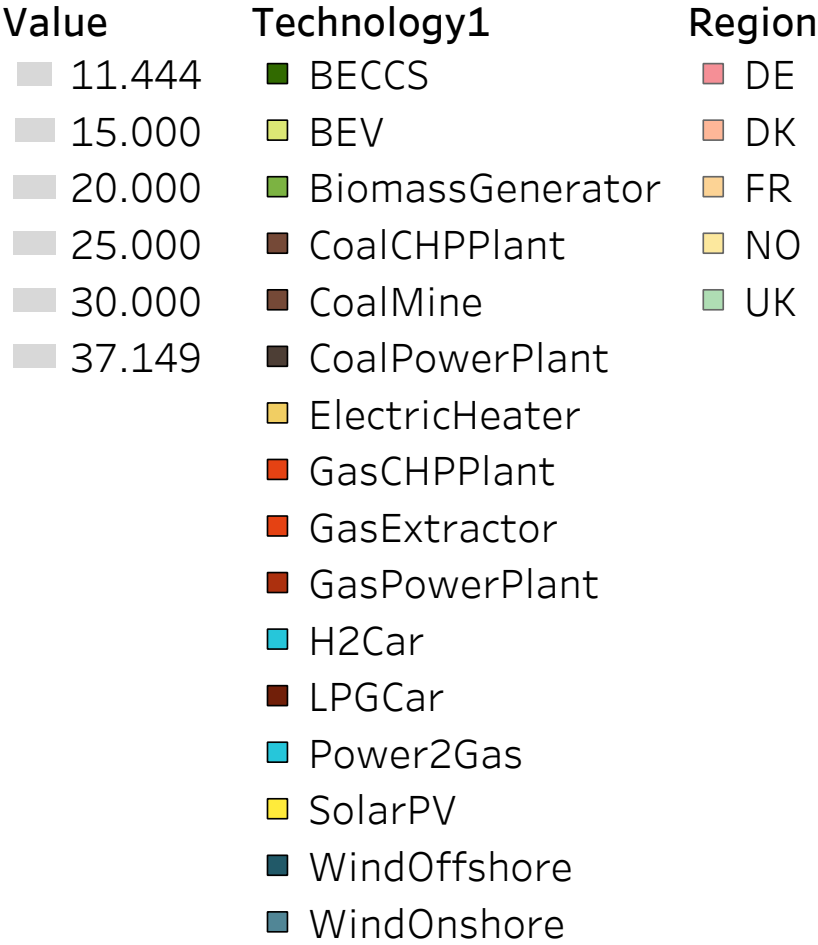 Value
11.444
15.000
20.000
25.000
30.000
37.149
Technology1
BECCS
BEV
BiomassGenerator
CoalCHPPlant
CoalMine
CoalPowerPlant
ElectricHeater
GasCHPPlant
GasExtractor
GasPowerPlant
H2Car
LPGCar
Power2Gas
SolarPV
WindOffshore
WindOnshore
Region
DE
DK
FR
NO
UK